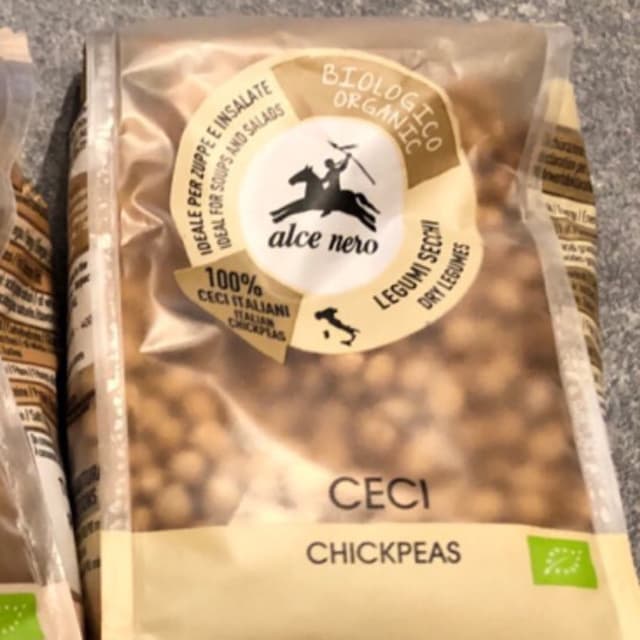 BIOLOGICO
ORGANIC
IDEALE PER ZUPPE E INSALATE
IDEAL FOR SOUPS AND SALADS
alce nero
LEGUMI SECCHI
DRY LEGUMES
100%
CECI ITALIANI
ITALIAN
CHICKPEAS
CECI
CHICKPEAS